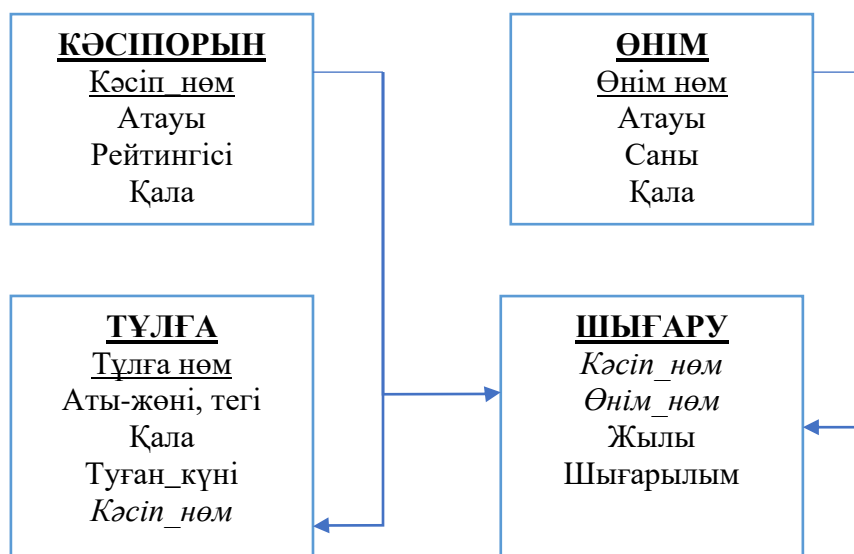 КӘСІПОРЫН
Кәсіп_нөм
Атауы
Рейтингісі
Қала
ӨНІМ
Өнім нөм
Атауы
Саны
Қала
ТҰЛҒА
Тұлға нөм
Аты-жөні, тегі
Қала
Туған_күні
Кәсіп_нөм
ШЫҒАРУ
Кәсіп_нөм
Өнім_нөм
Жылы
Шығарылым